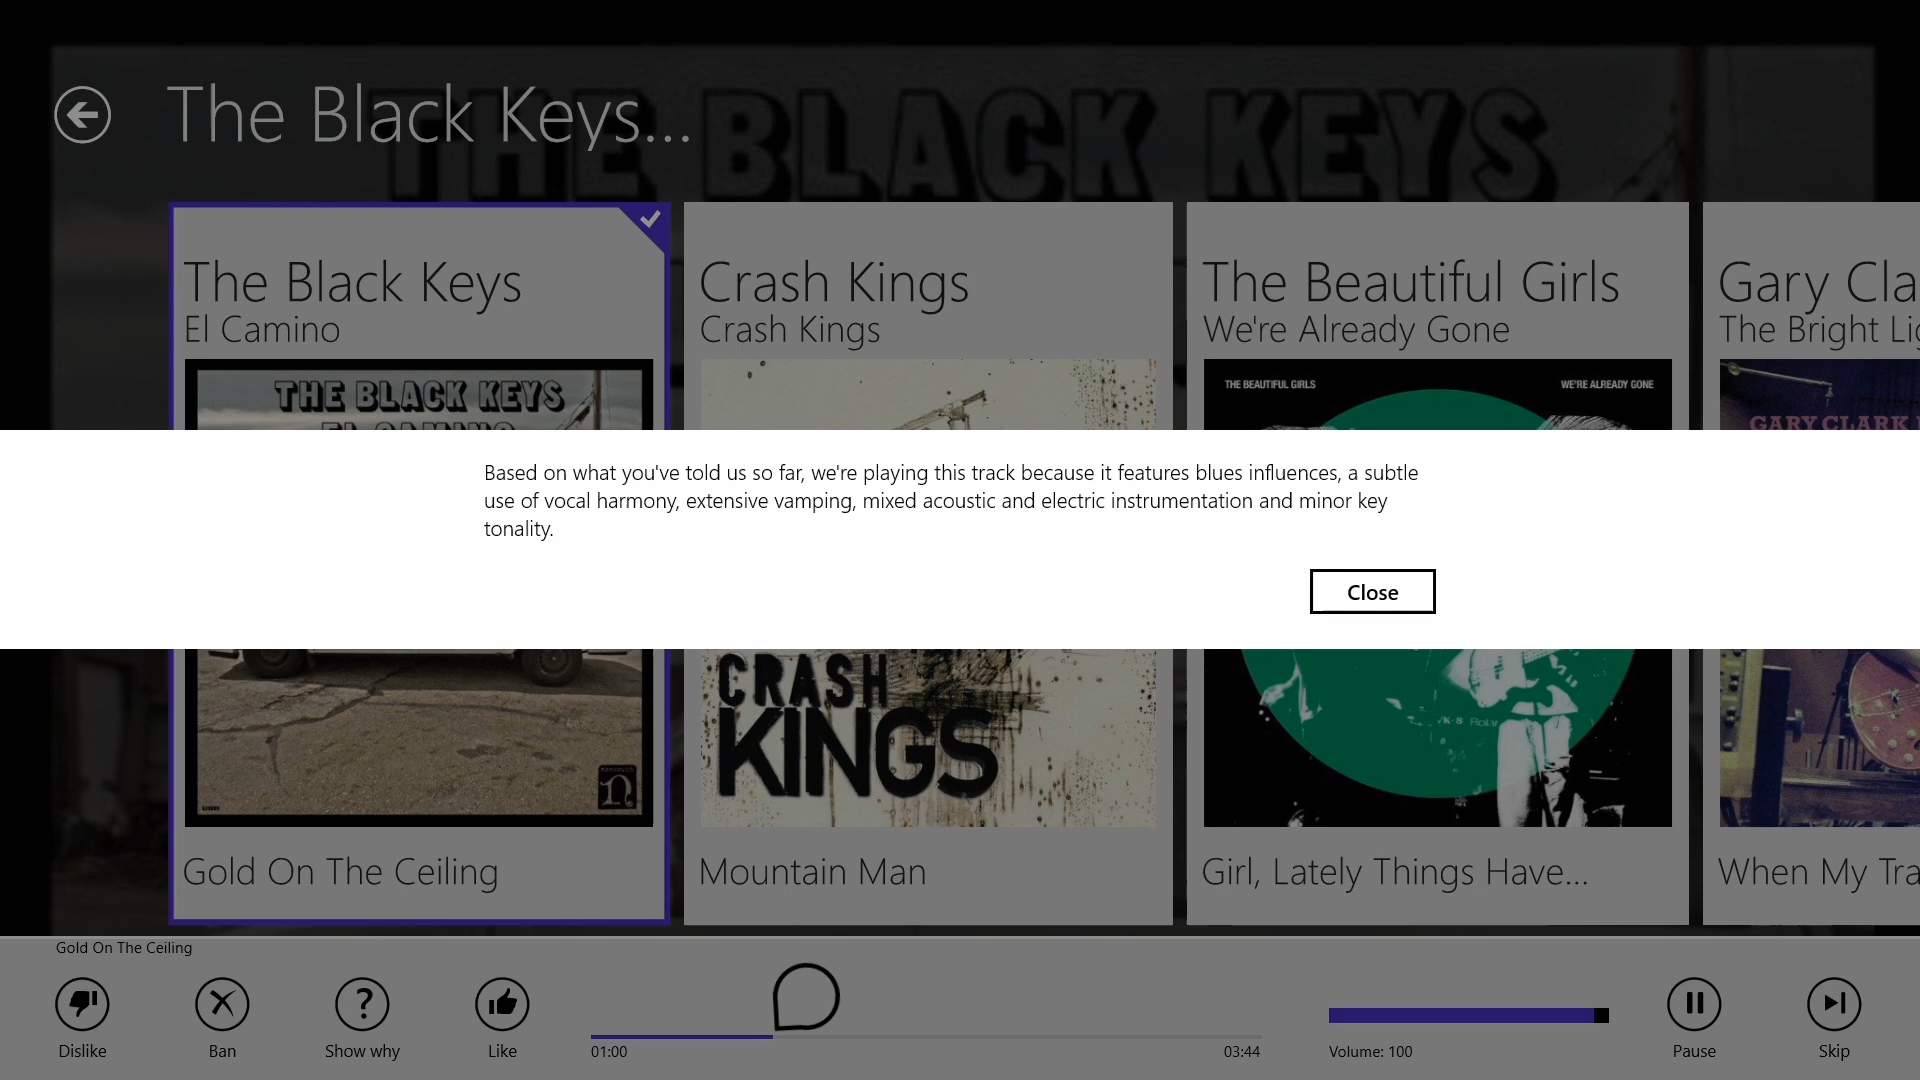 THE BLACK KEYS
The Black Keys...
The Black Keys
El Camino
THE BLACK KEYS
EL CAMINO
Gold On The Ceiling
Crash Kings
Crash Kings
CRASH
KINGS
Mountain Man
The Beautiful Girls
We're Already Gone
THE BEAUTIFUL GIRLS
WE'RE ALREADY GONE
Girl, Lately Things Have...
Gary Cla
The Bright Lig
GARY CLARK
When My Tra
Based on what you've told us so far, we're playing this track because it features blues influences, a subtle
use of vocal harmony, extensive vamping, mixed acoustic and electric instrumentation and minor key
tonality.
Close
Gold On The Ceiling
Dislike
Ban
?
Show why
Like
01:00
03:44
Volume: 100
Pause
Skip